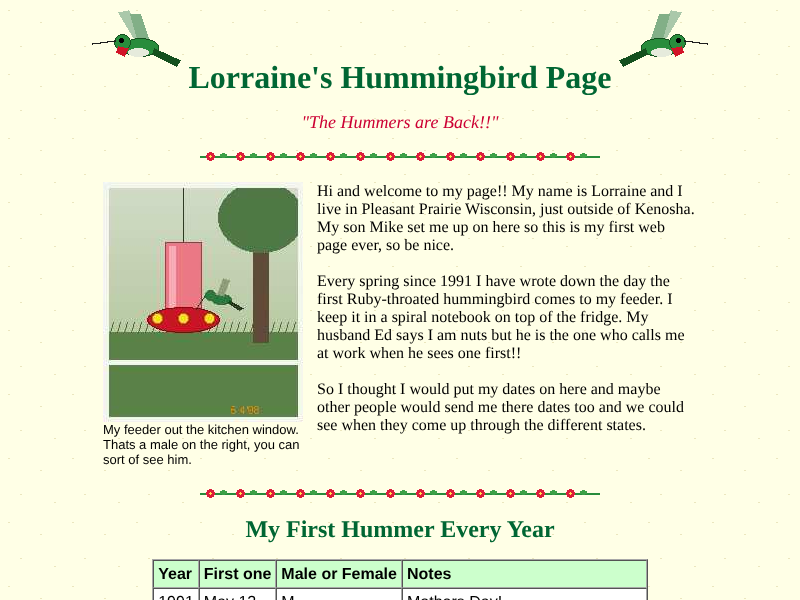 Lorraine's Hummingbird Page
"The Hummers are Back!!"
Hi and welcome to my page!! My name is Lorraine and I
live in Pleasant Prairie Wisconsin, just outside of Kenosha.
My son Mike set me up on here so this is my first web
page ever, so be nice.
Every spring since 1991 I have wrote down the day the
first Ruby-throated hummingbird comes to my feeder. I
keep it in a spiral notebook on top of the fridge. My
husband Ed says I am nuts but he is the one who calls me
at work when he sees one first!!
So I thought I would put my dates on here and maybe
other people would send me there dates too and we could
see when they come up through the different states.
5 4'98
My feeder out the kitchen window.
Thats a male on the right, you can
sort of see him.
My First Hummer Every Year
Year First one Male or Female Notes
1991 May 12 M Mothers Day!